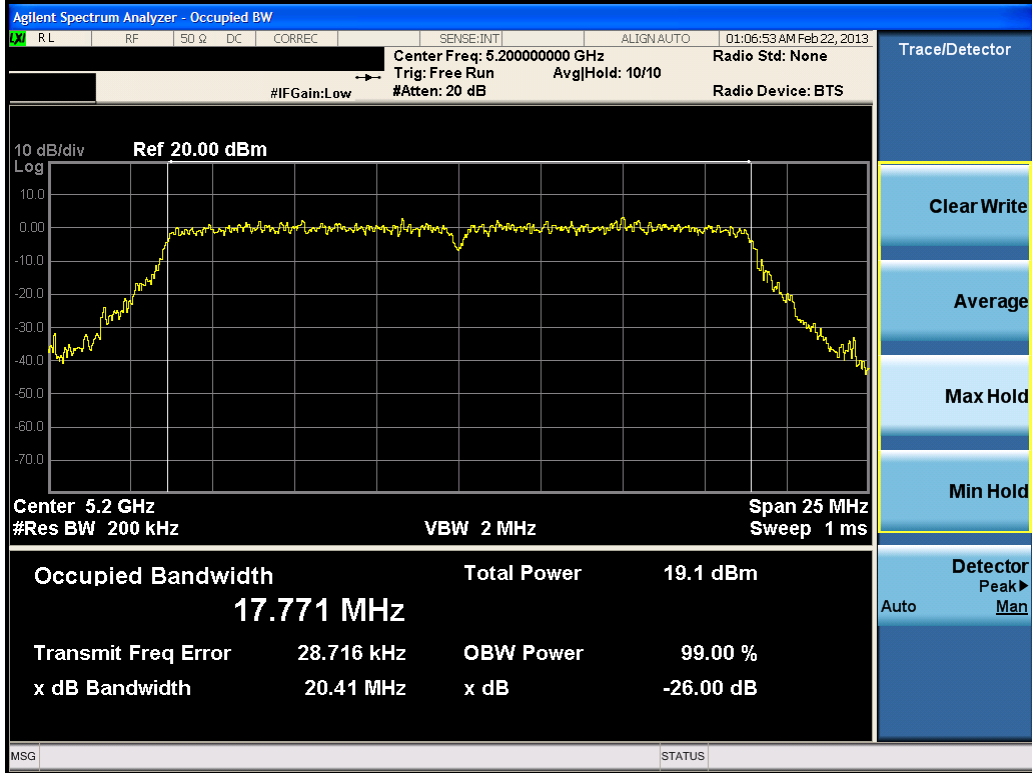 Agilent Spectrum Analyzer - Occupied BW
LXI RL RF 50 Ω DC CORREC SENSE:INT ALIGN AUTO 01:06:53 AM Feb 22, 2013
Center Freq: 5.200000000 GHz Radio Std: None
Trig: Free Run Avg|Hold: 10/10
#IFGain:Low #Atten: 20 dB Radio Device: BTS
10 dB/div Ref 20.00 dBm
Log
10.0
0.00
-10.0
-20.0
-30.0
-40.0
-50.0
-60.0
-70.0
Center 5.2 GHz Span 25 MHz
#Res BW 200 kHz VBW 2 MHz Sweep 1 ms
Occupied Bandwidth Total Power 19.1 dBm
17.771 MHz
Transmit Freq Error 28.716 kHz OBW Power 99.00 %
x dB Bandwidth 20.41 MHz x dB -26.00 dB
MSG STATUS
Trace/Detector
Clear Write
Average
Max Hold
Min Hold
Detector
Peak▶
Auto Man